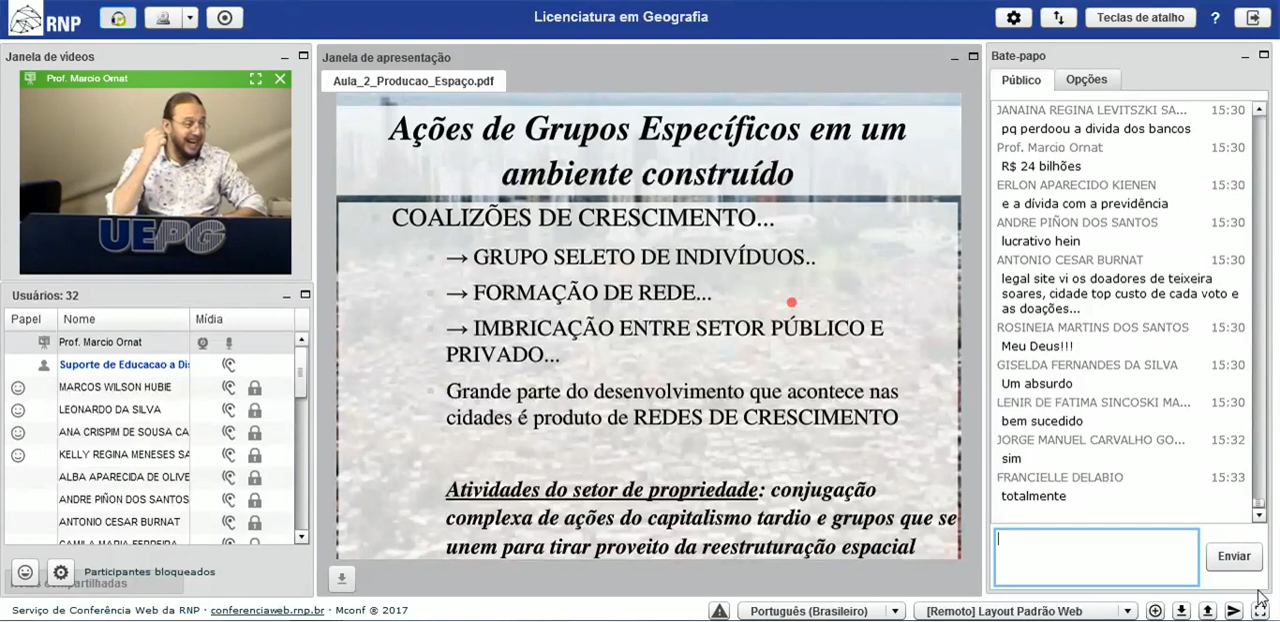 RNP
Licenciatura em Geografia
Teclas de atalho
?
Janela de vídeos
Prof. Marcio Ornat
UEPG
Usuários: 32
Papel Nome Mídia
Prof. Marcio Ornat
Suporte de Educacao a Di
MARCOS WILSON HUBIE
LEONARDO DA SILVA
ANA CRISPIM DE SOUSA CA
KELLY REGINA MENESES SA
ALBA APARECIDA DE OLIVE
ANDRE PIÑON DOS SANTOS
ANTONIO CESAR BURNAT
CAMILA MARIA FERREIRA
Participantes bloqueados
compartilhadas
Janela de apresentação
Aula_2_Producao_Espaço.pdf
Ações de Grupos Específicos em um
ambiente construído
COALIZÕES DE CRESCIMENTO...
→ GRUPO SELETO DE INDIVÍDUOS..
→ FORMAÇÃO DE REDE...
→ IMBRICAÇÃO ENTRE SETOR PÚBLICO E
PRIVADO...
Grande parte do desenvolvimento que acontece nas
cidades é produto de REDES DE CRESCIMENTO
Atividades do setor de propriedade: conjugação
complexa de ações do capitalismo tardio e grupos que se
unem para tirar proveito da reestruturação espacial
Bate-papo
Público Opções
JANAINA REGINA LEVITSZKI SA... 15:30
pq perdoou a divida dos bancos
Prof. Marcio Ornat 15:30
R$ 24 bilhões
ERLON APARECIDO KIENEN 15:30
e a dívida com a previdência
ANDRE PIÑON DOS SANTOS 15:30
lucrativo hein
ANTONIO CESAR BURNAT 15:30
legal site vi os doadores de teixeira
soares, cidade top custo de cada voto e
as doações...
ROSINEIA MARTINS DOS SANTOS 15:30
Meu Deus!!!
GISELDA FERNANDES DA SILVA 15:30
Um absurdo
LENIR DE FATIMA SINCOSKI MA... 15:30
bem sucedido
JORGE MANUEL CARVALHO GO... 15:32
sim
FRANCIELLE DELABIO 15:33
totalmente
Enviar
Serviço de Conferência Web da RNP · conferenciaweb.rnp.br · Mconf ® 2017
Português (Brasileiro)
[Remoto] Layout Padrão Web